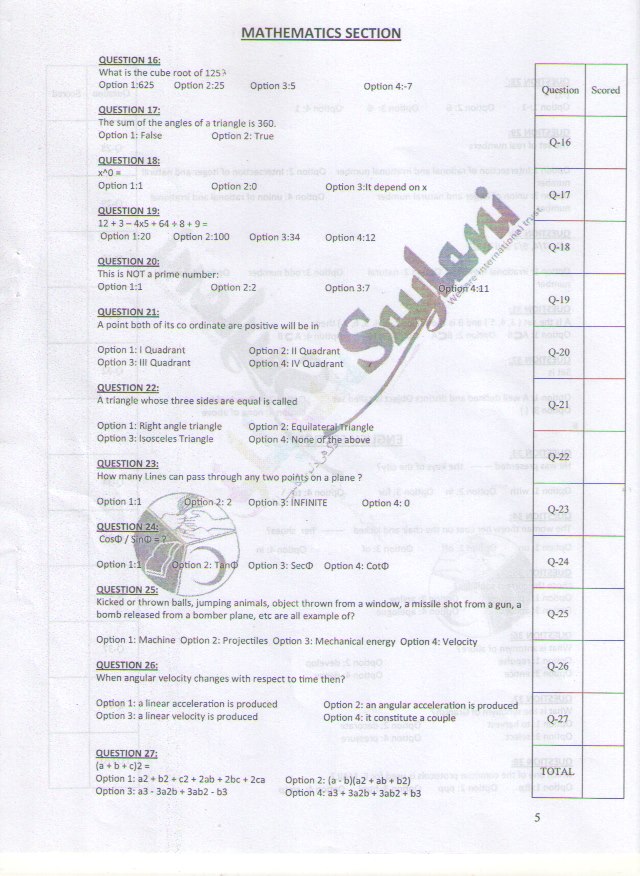 MATHEMATICS SECTION
QUESTION 16:
What is the cube root of 125?
Option 1:625 Option 2:25 Option 3:5 Option 4:-7
QUESTION 17:
The sum of the angles of a triangle is 360.
Option 1: False Option 2: True
QUESTION 18:
x^0 =
Option 1:1 Option 2:0 Option 3:It depend on x
QUESTION 19:
12 + 3 – 4x5 + 64 ÷ 8 + 9 =
Option 1:20 Option 2:100 Option 3:34 Option 4:12
QUESTION 20:
This is NOT a prime number:
Option 1:1 Option 2:2 Option 3:7 Option 4:11
QUESTION 21:
A point both of its co ordinate are positive will be in
Option 1: I Quadrant Option 2: II Quadrant
Option 3: III Quadrant Option 4: IV Quadrant
QUESTION 22:
A triangle whose three sides are equal is called
Option 1: Right angle triangle Option 2: Equilateral Triangle
Option 3: Isosceles Triangle Option 4: None of the above
QUESTION 23:
How many Lines can pass through any two points on a plane ?
Option 1:1 Option 2: 2 Option 3: INFINITE Option 4: 0
QUESTION 24:
CosΦ / SinΦ = ?
Option 1:1 Option 2: TanΦ Option 3: SecΦ Option 4: CotΦ
QUESTION 25:
Kicked or thrown balls, jumping animals, object thrown from a window, a missile shot from a gun, a
bomb released from a bomber plane, etc are all example of?
Option 1: Machine Option 2: Projectiles Option 3: Mechanical energy Option 4: Velocity
QUESTION 26:
When angular velocity changes with respect to time then?
Option 1: a linear acceleration is produced Option 2: an angular acceleration is produced
Option 3: a linear velocity is produced Option 4: it constitute a couple
QUESTION 27:
(a + b + c)2 =
Option 1: a2 + b2 + c2 + 2ab + 2bc + 2ca Option 2: (a - b)(a2 + ab + b2)
Option 3: a3 - 3a2b + 3ab2 - b3 Option 4: a3 + 3a2b + 3ab2 + b3
Question Scored
Q-16
Q-17
Q-18
Q-19
Q-20
Q-21
Q-22
Q-23
Q-24
Q-25
Q-26
Q-27
TOTAL
Saylani
Welfare international trust
5